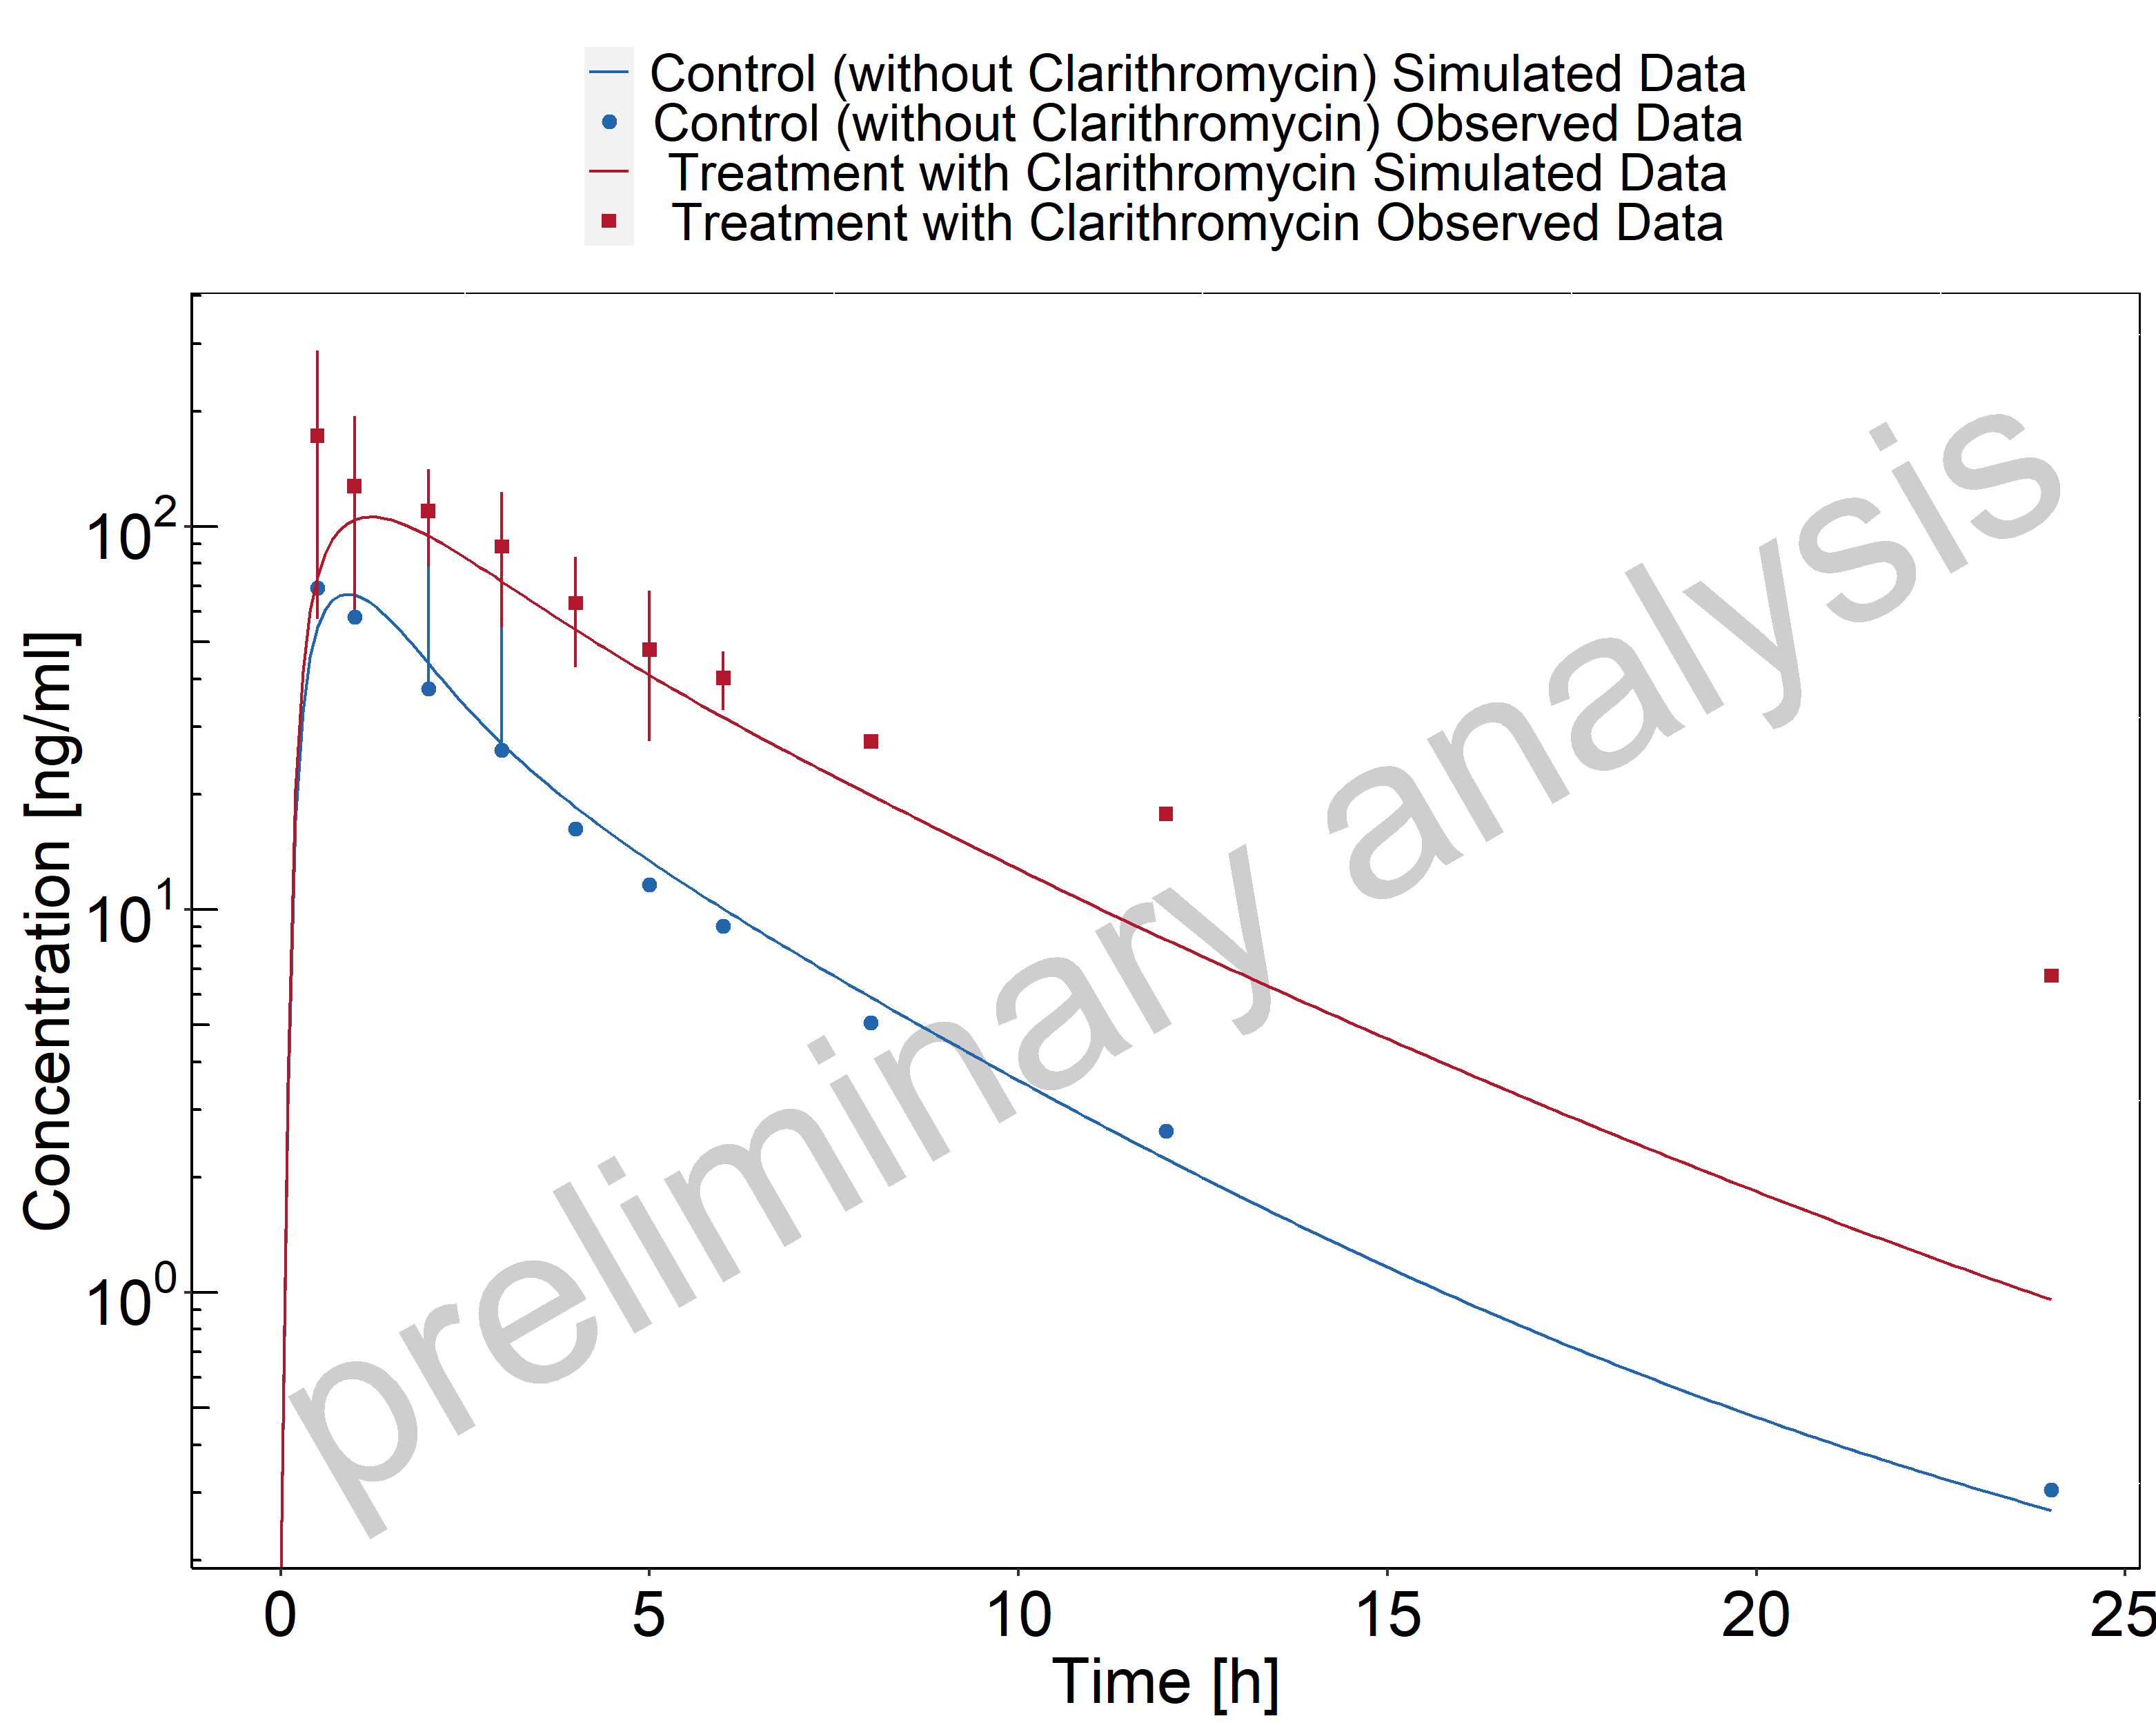 Control (without Clarithromycin) Simulated Data
Control (without Clarithromycin) Observed Data
Treatment with Clarithromycin Simulated Data
Treatment with Clarithromycin Observed Data
Concentration [ng/ml]
10²
10¹
10⁰
preliminary analysis
0 5 10 15 20 25
Time [h]